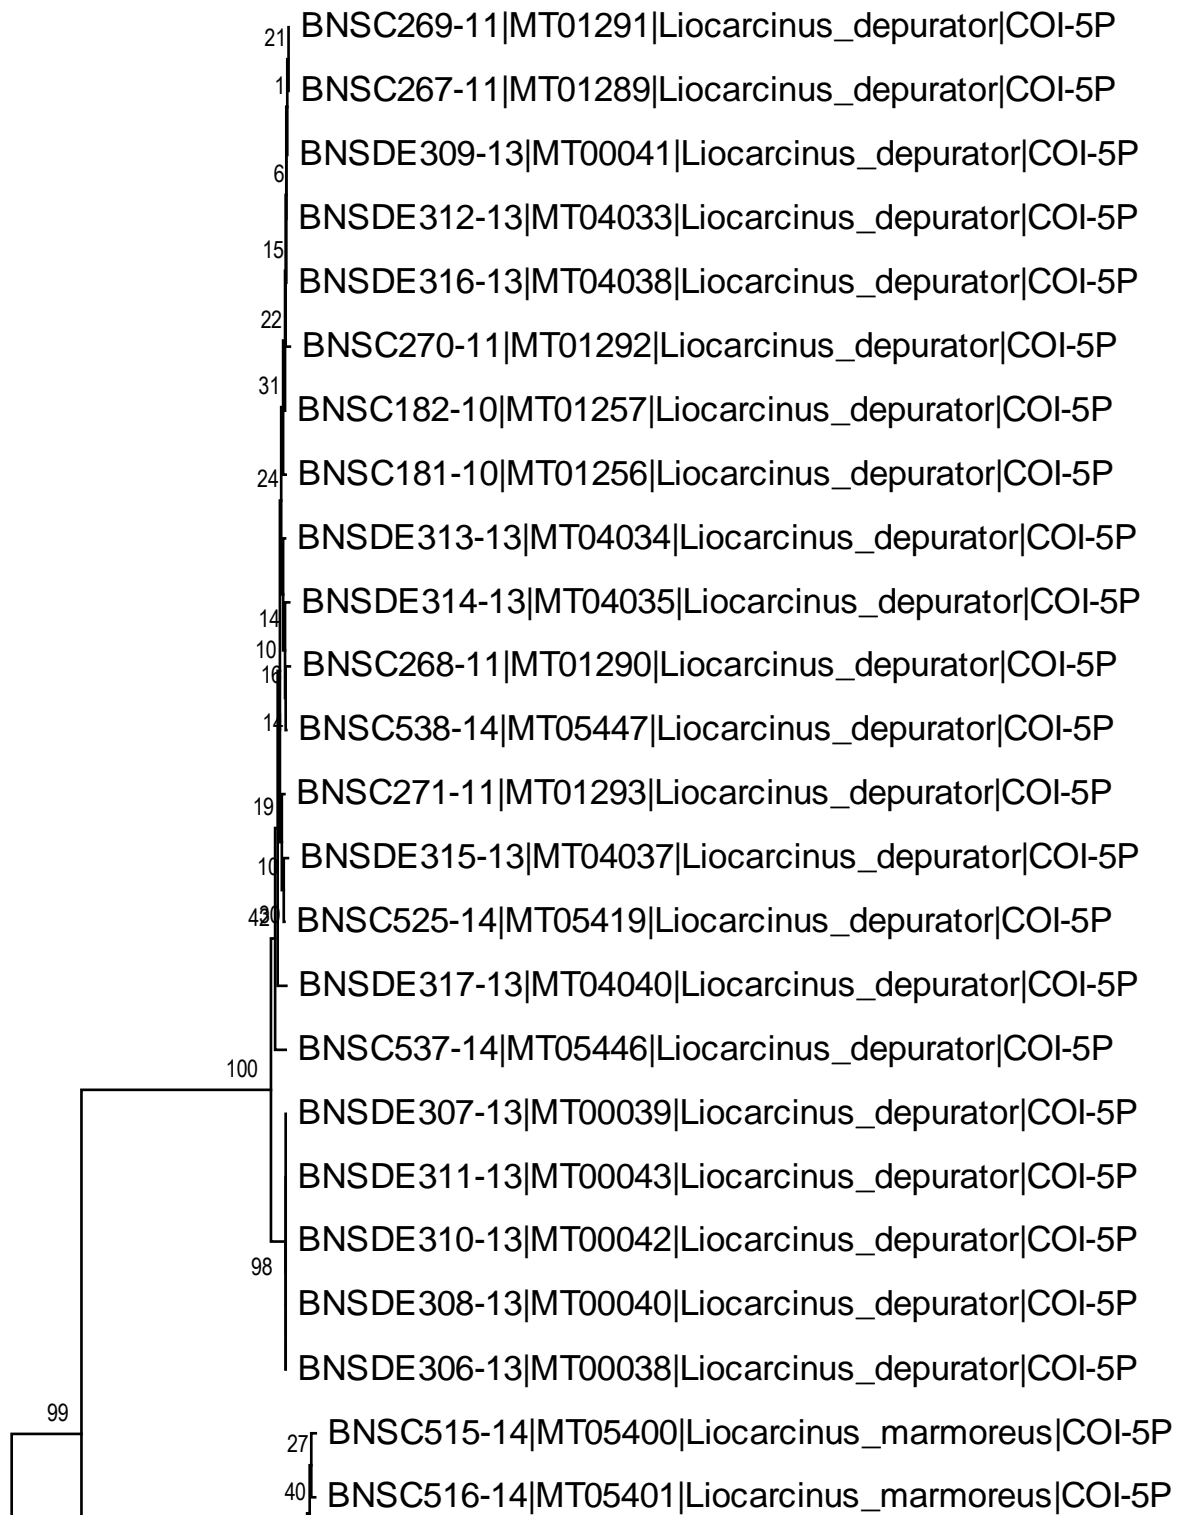 BNSC269-11|MT01291|Liocarcinus_depurator|COI-5P
21
1
BNSC267-11|MT01289|Liocarcinus_depurator|COI-5P
BNSDE309-13|MT00041|Liocarcinus_depurator|COI-5P
6
BNSDE312-13|MT04033|Liocarcinus_depurator|COI-5P
15
BNSDE316-13|MT04038|Liocarcinus_depurator|COI-5P
22
BNSC270-11|MT01292|Liocarcinus_depurator|COI-5P
31
BNSC182-10|MT01257|Liocarcinus_depurator|COI-5P
BNSC181-10|MT01256|Liocarcinus_depurator|COI-5P
24
BNSDE313-13|MT04034|Liocarcinus_depurator|COI-5P
BNSDE314-13|MT04035|Liocarcinus_depurator|COI-5P
14
10
BNSC268-11|MT01290|Liocarcinus_depurator|COI-5P
16
14
BNSC538-14|MT05447|Liocarcinus_depurator|COI-5P
BNSC271-11|MT01293|Liocarcinus_depurator|COI-5P
19
BNSDE315-13|MT04037|Liocarcinus_depurator|COI-5P
10
BNSC525-14|MT05419|Liocarcinus_depurator|COI-5P
BNSDE317-13|MT04040|Liocarcinus_depurator|COI-5P
BNSC537-14|MT05446|Liocarcinus_depurator|COI-5P
100
BNSDE307-13|MT00039|Liocarcinus_depurator|COI-5P
BNSDE311-13|MT00043|Liocarcinus_depurator|COI-5P
BNSDE310-13|MT00042|Liocarcinus_depurator|COI-5P
98
BNSDE308-13|MT00040|Liocarcinus_depurator|COI-5P
BNSDE306-13|MT00038|Liocarcinus_depurator|COI-5P
99
BNSC515-14|MT05400|Liocarcinus_marmoreus|COI-5P
27
40
BNSC516-14|MT05401|Liocarcinus_marmoreus|COI-5P